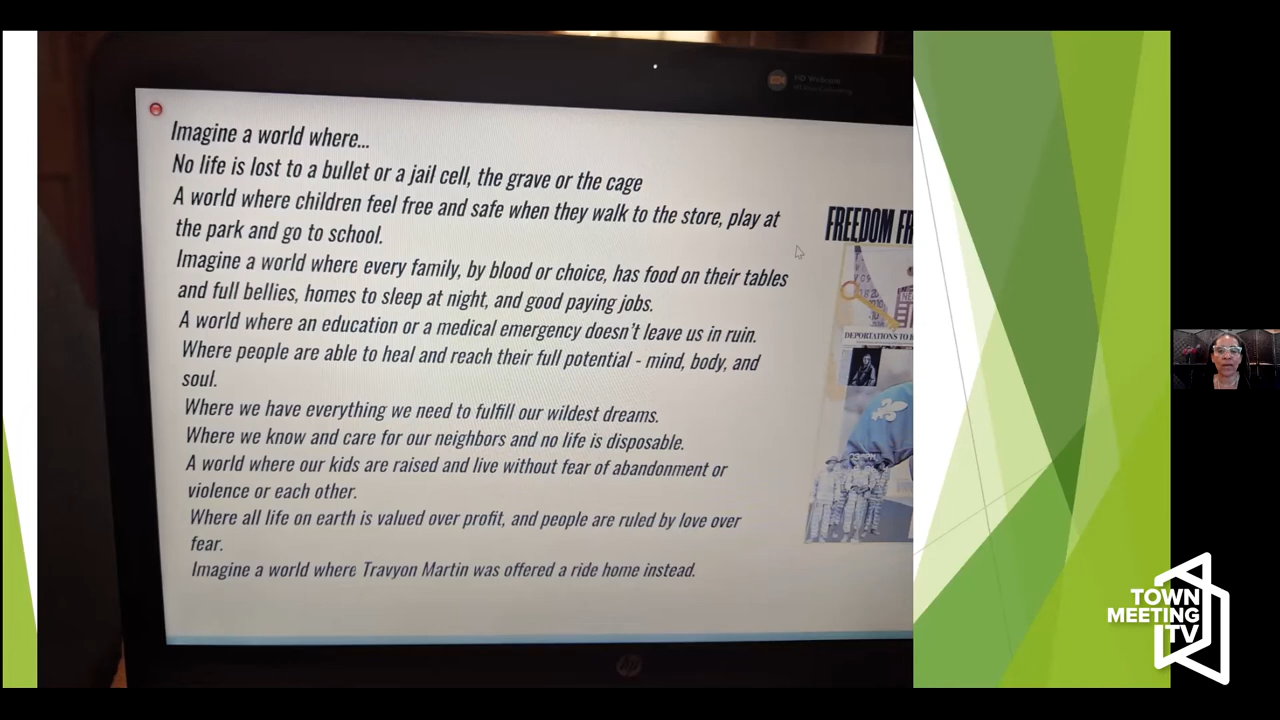 Imagine a world where...
No life is lost to a bullet or a jail cell, the grave or the cage
A world where children feel free and safe when they walk to the store, play at
the park and go to school.
Imagine a world where every family, by blood or choice, has food on their tables
and full bellies, homes to sleep at night, and good paying jobs.
A world where an education or a medical emergency doesn't leave us in ruin.
Where people are able to heal and reach their full potential - mind, body, and
soul.
Where we have everything we need to fulfill our wildest dreams.
Where we know and care for our neighbors and no life is disposable.
A world where our kids are raised and live without fear of abandonment or
violence or each other.
Where all life on earth is valued over profit, and people are ruled by love over
fear.
Imagine a world where Travyon Martin was offered a ride home instead.
FREEDOM FR
DEPORTATIONS TO
HD Webcam
hp
TOWN
MEETING
TV